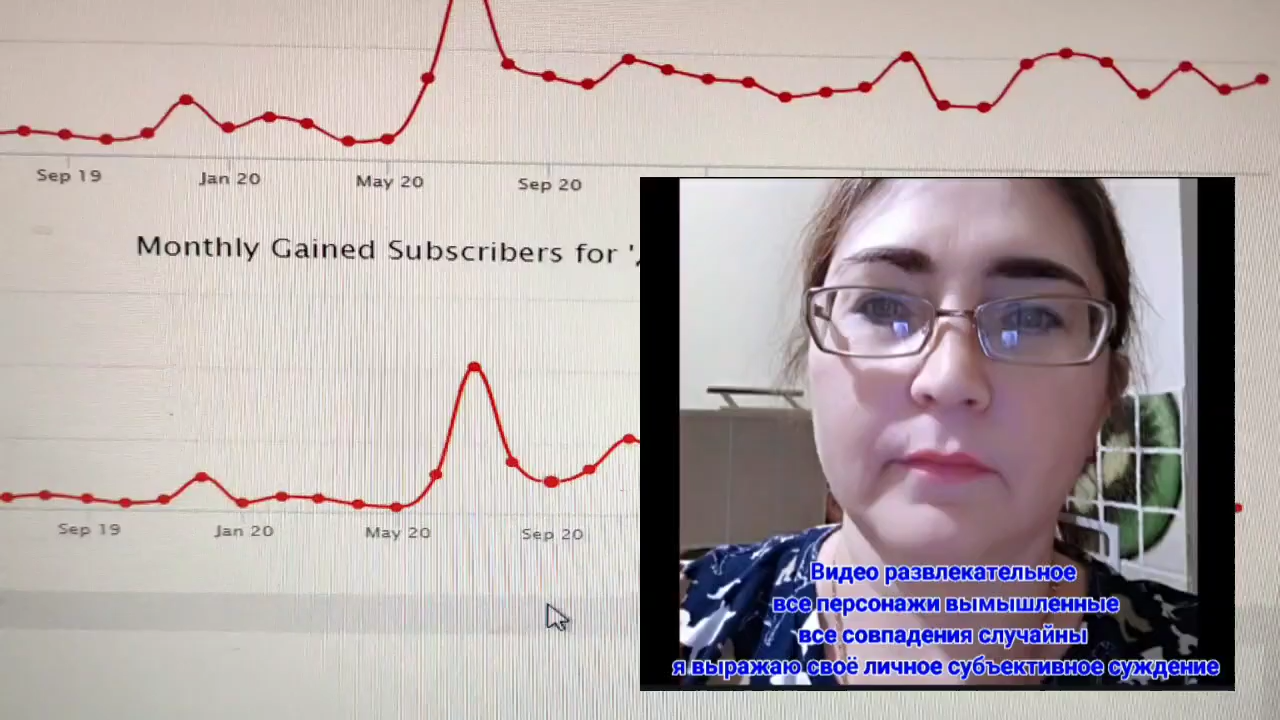 Sep 19 Jan 20 May 20 Sep 20
Monthly Gained Subscribers for '
Sep 19 Jan 20 May 20 Sep 20
Видео развлекательное
все персонажи вымышленные
все совпадения случайны
я выражаю своё личное субъективное суждение